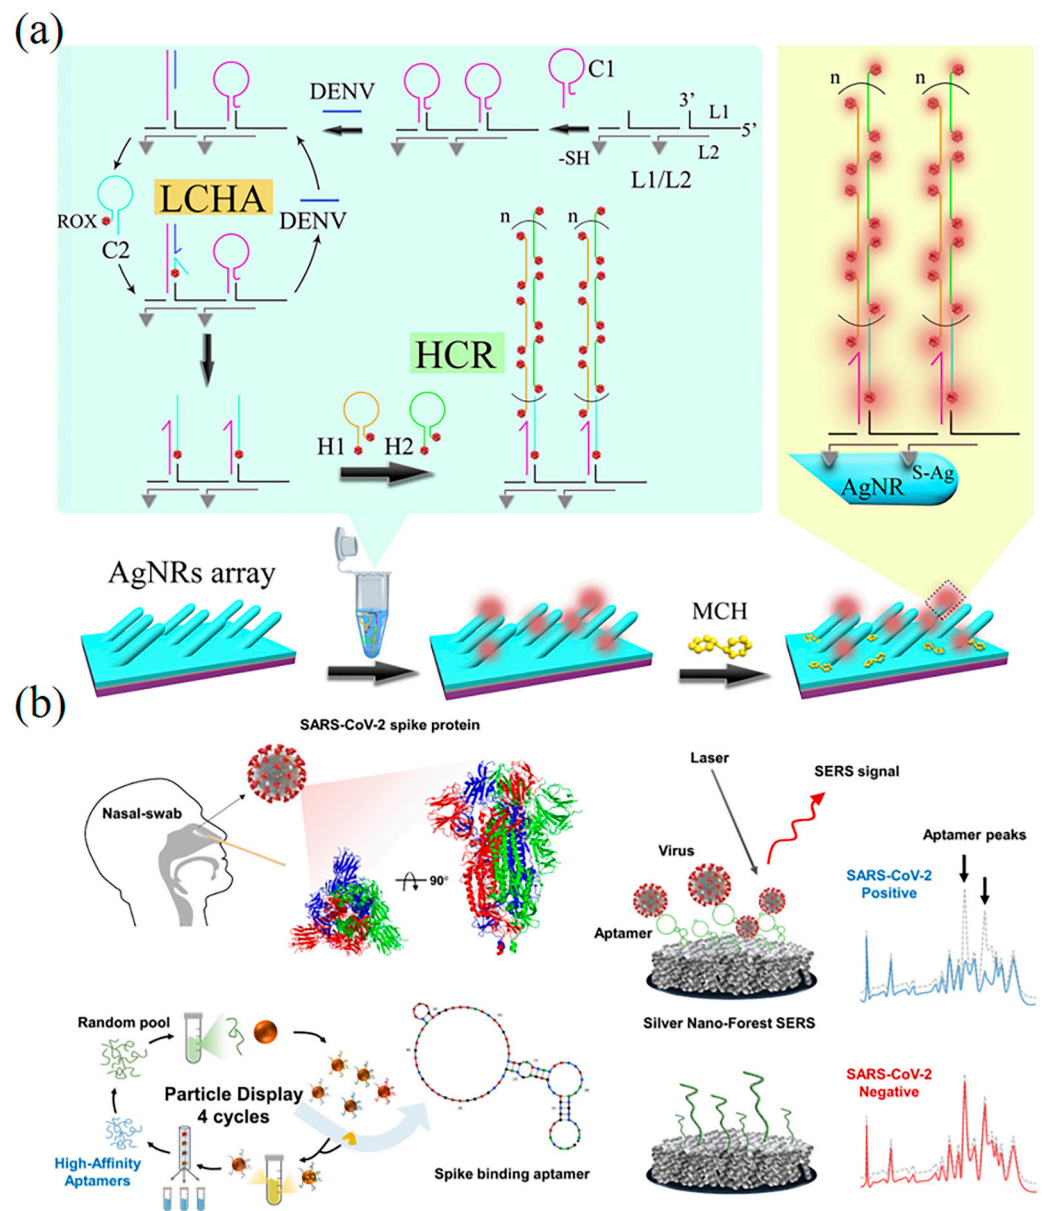 (a)
DENV
C1
3’
L1
5’
-SH
L2
L1/L2
LCHA
ROX
C2
DENV
n
n
HCR
H1
H2
n
n
AgNR
S-Ag
AgNRs array
MCH
(b)
SARS-CoV-2 spike protein
Nasal-swab
90°
Laser
SERS signal
Virus
Aptamer
Aptamer peaks
SARS-CoV-2
Positive
Silver Nano-Forest SERS
SARS-CoV-2
Negative
Random pool
Particle Display
4 cycles
High-Affinity
Aptamers
Spike binding aptamer